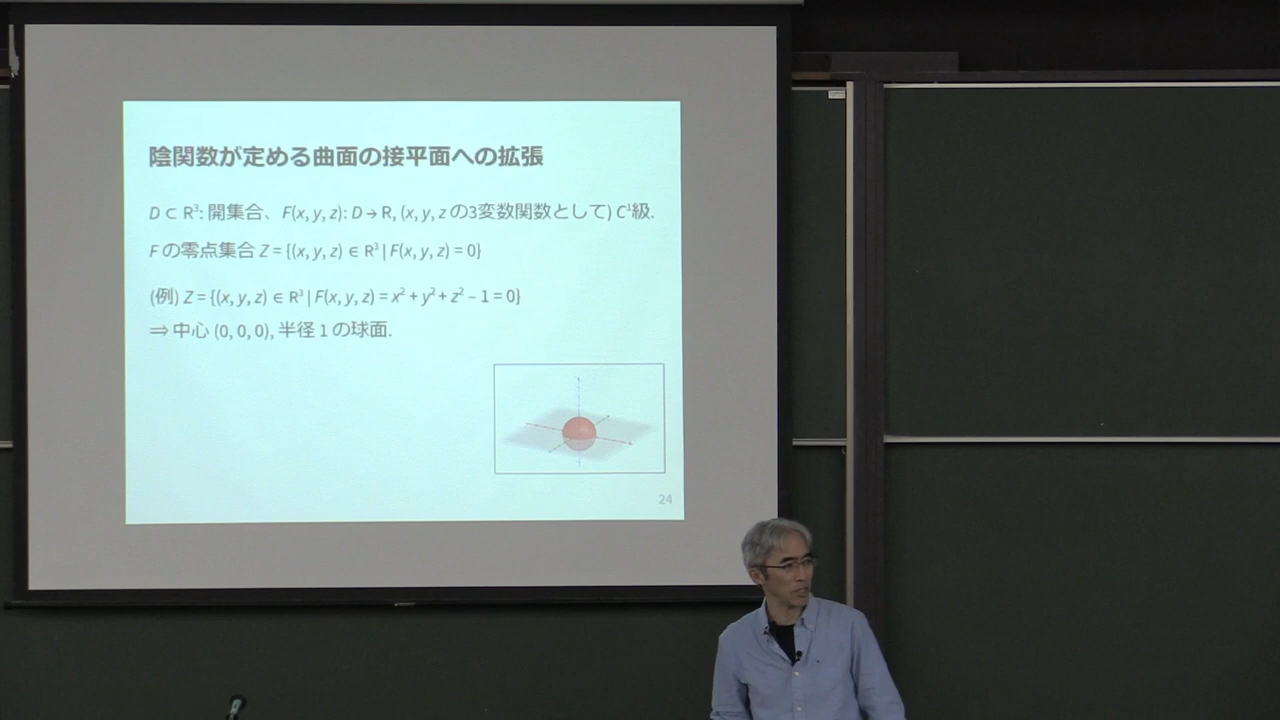 陰関数が定める曲面の接平面への拡張
D ⊂ R³: 開集合、F(x, y, z): D → R, (x, y, z の3変数関数として) C¹級.
F の零点集合 Z = {(x, y, z) ∈ R³ | F(x, y, z) = 0}
(例) Z = {(x, y, z) ∈ R³ | F(x, y, z) = x² + y² + z² − 1 = 0}
⇒ 中心 (0, 0, 0), 半径 1 の球面.
24